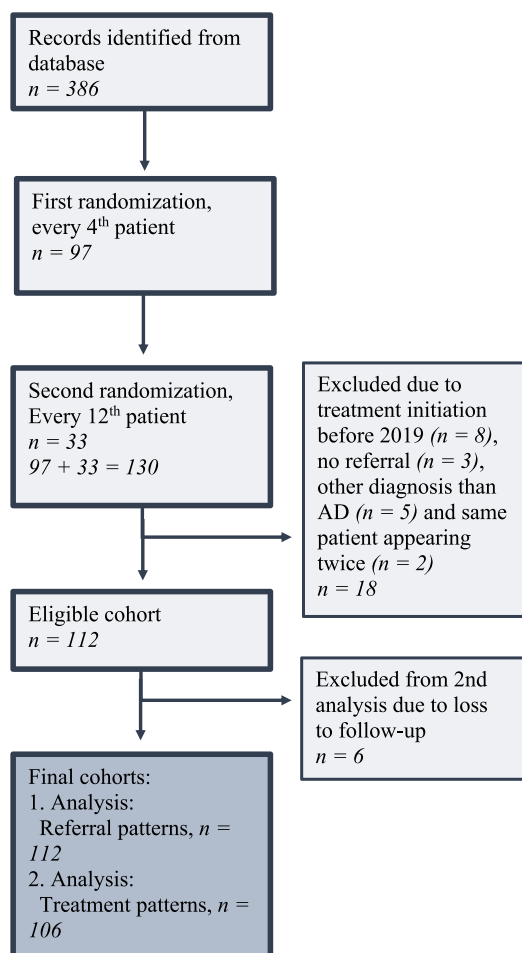 Records identified from
database
n = 386
First randomization,
every 4th patient
n = 97
Second randomization,
Every 12th patient
n = 33
97 + 33 = 130
Excluded due to
treatment initiation
before 2019 (n = 8),
no referral (n = 3),
other diagnosis than
AD (n = 5) and same
patient appearing
twice (n = 2)
n = 18
Eligible cohort
n = 112
Excluded from 2nd
analysis due to loss
to follow-up
n = 6
Final cohorts:
1. Analysis:
Referral patterns, n =
112
2. Analysis:
Treatment patterns, n =
106